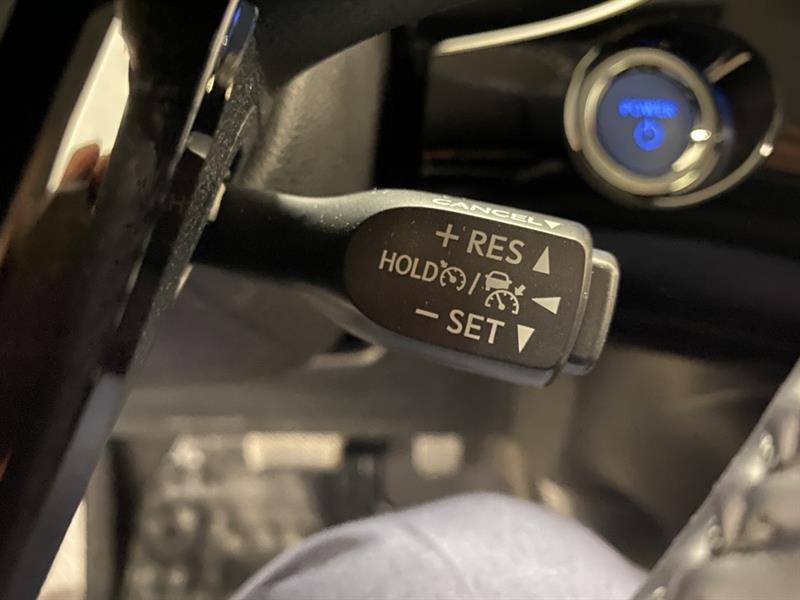 POWER
CANCEL▼
+ RES ▲
HOLD / ◀
− SET ▼